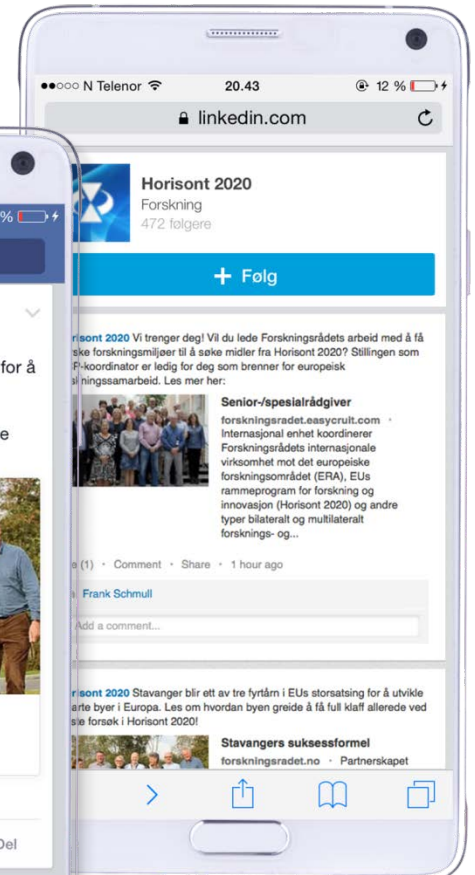 N Telenor 20.43 12 %
linkedin.com
Horisont 2020
Forskning
472 følgere
+ Følg
2020 Vi trenger deg! Vil du lede Forskningsrådets arbeid med å få
forskningsmiljøer til å søke midler fra Horisont 2020? Stillingen som
er ledig for deg som brenner for europeisk
Les mer her:
Senior-/spesialrådgiver
forskningsradet.easycruit.com ·
Internasjonal enhet koordinerer
Forskningsrådets internasjonale
virksomhet mot det europeiske
forskningsområdet (ERA), EUs
rammeprogram for forskning og
innovasjon (Horisont 2020) og andre
typer bilateralt og multilateralt
forsknings- og...
(1) · Comment · Share · 1 hour ago
Frank Schmull
Add a comment...
2020 Stavanger blir ett av tre fyrtårn i EUs storsatsing for å utvikle
byer i Europa. Les om hvordan byen greide å få full klaff allerede ved
forsøk i Horisont 2020!
Stavangers suksessformel
forskningsradet.no · Partnerskapet
%
for å
Del